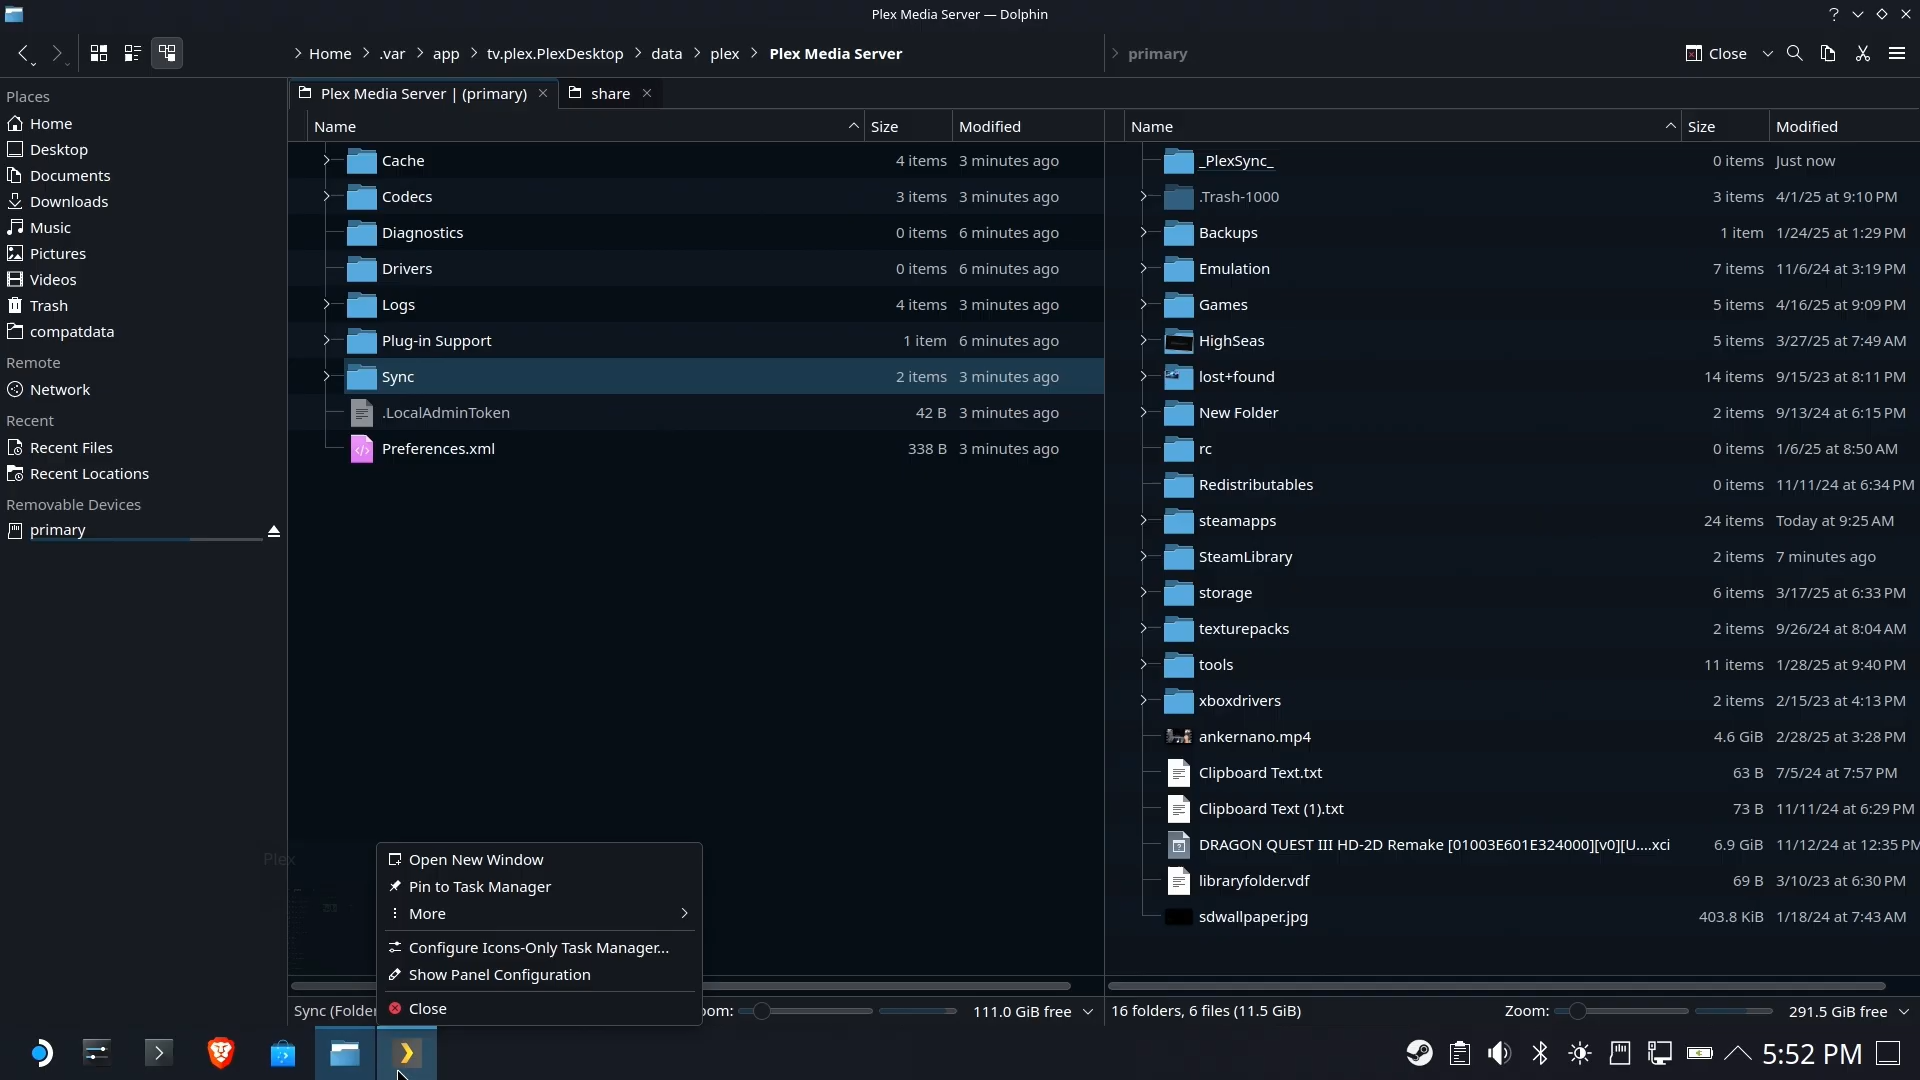 Plex Media Server — Dolphin
Home > .var > app > tv.plex.PlexDesktop > data > plex > Plex Media Server
> primary
Close
Places
Home
Desktop
Documents
Downloads
Music
Pictures
Videos
Trash
compatdata
Remote
Network
Recent
Recent Files
Recent Locations
Removable Devices
primary
Plex Media Server | (primary)
share
Name Size Modified
Cache 4 items 3 minutes ago
Codecs 3 items 3 minutes ago
Diagnostics 0 items 6 minutes ago
Drivers 0 items 6 minutes ago
Logs 4 items 3 minutes ago
Plug-in Support 1 item 6 minutes ago
Sync 2 items 3 minutes ago
.LocalAdminToken 42 B 3 minutes ago
Preferences.xml 338 B 3 minutes ago
Name Size Modified
_PlexSync_ 0 items Just now
.Trash-1000 3 items 4/1/25 at 9:10 PM
Backups 1 item 1/24/25 at 1:29 PM
Emulation 7 items 11/6/24 at 3:19 PM
Games 5 items 4/16/25 at 9:09 PM
HighSeas 5 items 3/27/25 at 7:49 AM
lost+found 14 items 9/15/23 at 8:11 PM
New Folder 2 items 9/13/24 at 6:15 PM
rc 0 items 1/6/25 at 8:50 AM
Redistributables 0 items 11/11/24 at 6:34 PM
steamapps 24 items Today at 9:25 AM
SteamLibrary 2 items 7 minutes ago
storage 6 items 3/17/25 at 6:33 PM
texturepacks 2 items 9/26/24 at 8:04 AM
tools 11 items 1/28/25 at 9:40 PM
xboxdrivers 2 items 2/15/23 at 4:13 PM
ankernano.mp4 4.6 GiB 2/28/25 at 3:28 PM
Clipboard Text.txt 63 B 7/5/24 at 7:57 PM
Clipboard Text (1).txt 73 B 11/11/24 at 6:29 PM
DRAGON QUEST III HD-2D Remake [01003E601E324000][v0][U....xci 6.9 GiB 11/12/24 at 12:35 PM
libraryfolder.vdf 69 B 3/10/23 at 6:30 PM
sdwallpaper.jpg 403.8 KiB 1/18/24 at 7:43 AM
Plex
Open New Window
Pin to Task Manager
More
Configure Icons-Only Task Manager...
Show Panel Configuration
Close
Sync (Folder
oom:
111.0 GiB free
16 folders, 6 files (11.5 GiB)
Zoom:
291.5 GiB free
5:52 PM